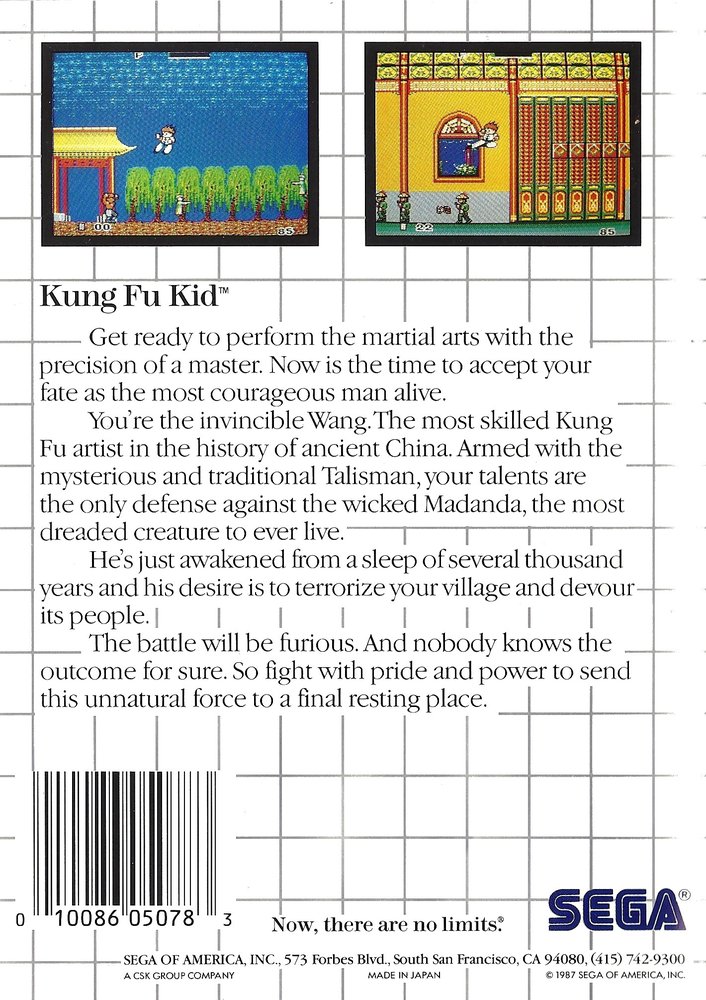 00
85
22
85
Kung Fu Kid™
Get ready to perform the martial arts with the
precision of a master. Now is the time to accept your
fate as the most courageous man alive.
You're the invincible Wang. The most skilled Kung
Fu artist in the history of ancient China. Armed with the
mysterious and traditional Talisman, your talents are
the only defense against the wicked Madanda, the most
dreaded creature to ever live.
He's just awakened from a sleep of several thousand
years and his desire is to terrorize your village and devour
its people.
The battle will be furious. And nobody knows the
outcome for sure. So fight with pride and power to send
this unnatural force to a final resting place.
0 10086 05078 3
Now, there are no limits.®
SEGA®
SEGA OF AMERICA, INC., 573 Forbes Blvd., South San Francisco, CA 94080, (415) 742-9300
A CSK GROUP COMPANY MADE IN JAPAN © 1987 SEGA OF AMERICA, INC.